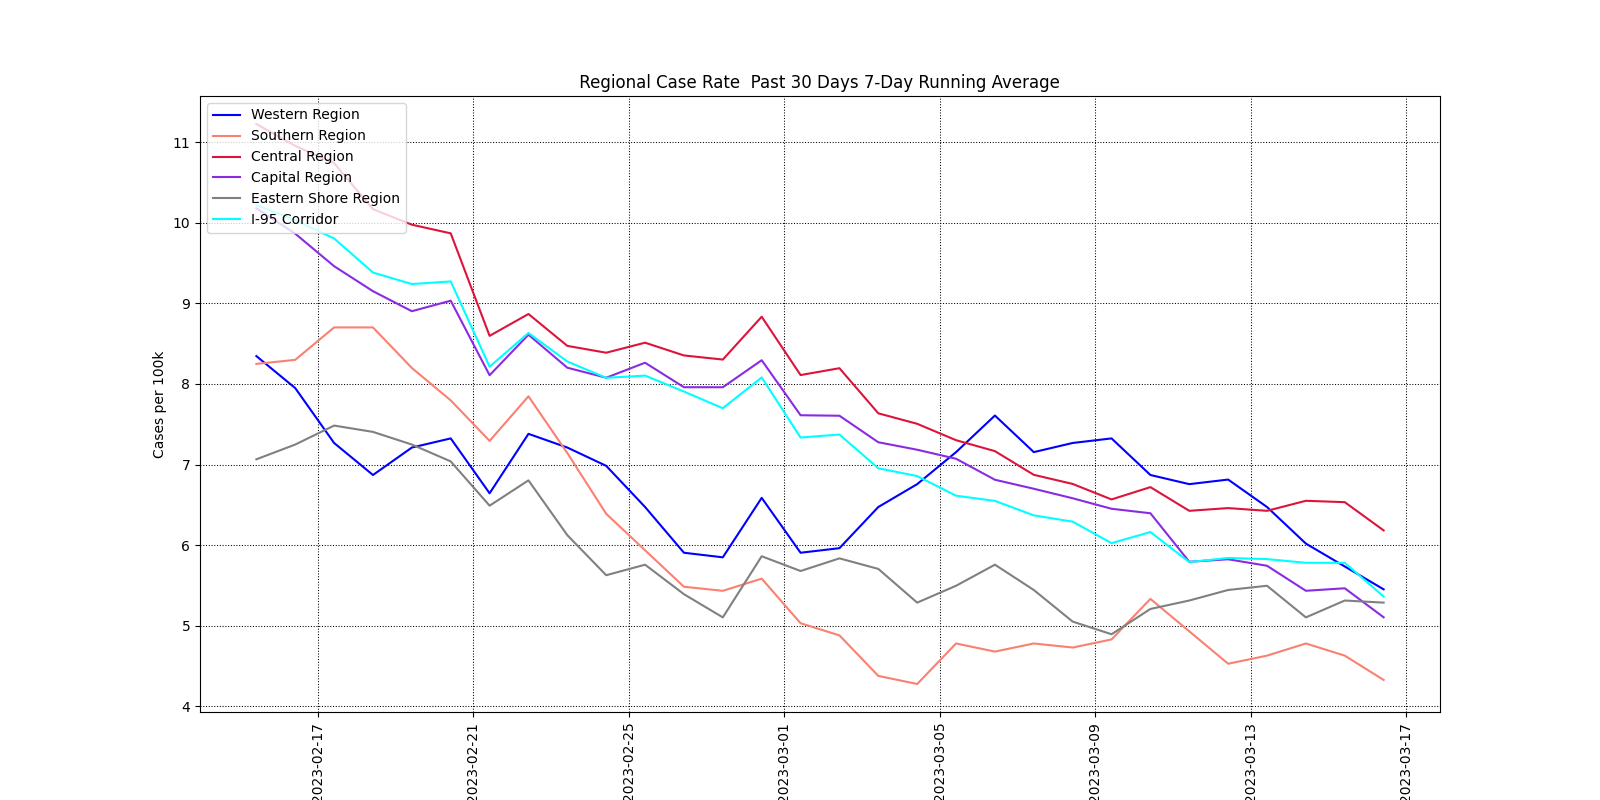 Regional Case Rate  Past 30 Days 7-Day Running Average
Western Region
Southern Region
Central Region
Capital Region
Eastern Shore Region
I-95 Corridor
Cases per 100k
11
10
9
8
7
6
5
4
2023-02-17
2023-02-21
2023-02-25
2023-03-01
2023-03-05
2023-03-09
2023-03-13
2023-03-17